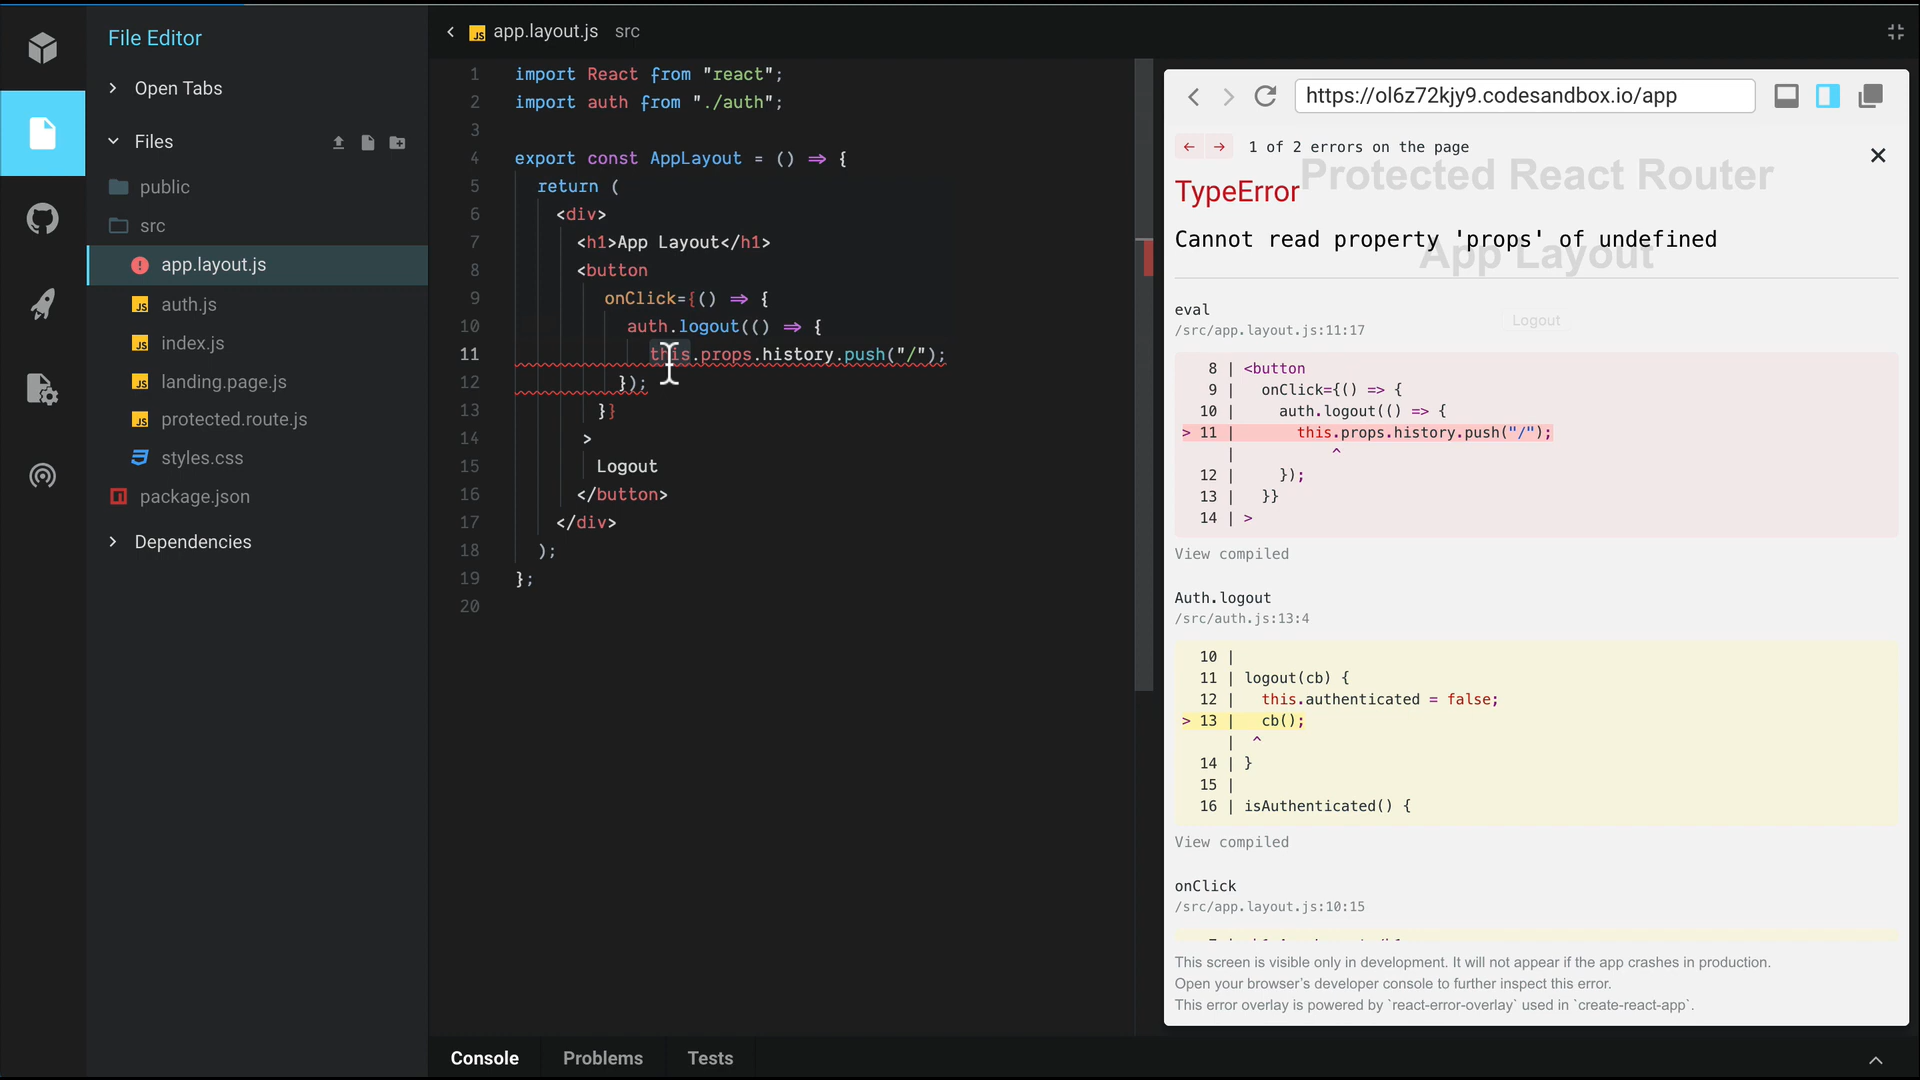 File Editor
Open Tabs
Files
public
src
app.layout.js
auth.js
index.js
landing.page.js
protected.route.js
styles.css
package.json
Dependencies
JS app.layout.js src
1 import React from "react";
2 import auth from "./auth";
3
4 export const AppLayout = () => {
5 return (
6 <div>
7 <h1>App Layout</h1>
8 <button
9 onClick={() => {
10 auth.logout(() => {
11 this.props.history.push("/");
12 });
13 }}
14 >
15 Logout
16 </button>
17 </div>
18 );
19 };
20
Console Problems Tests
https://ol6z72kjy9.codesandbox.io/app
← → 1 of 2 errors on the page
Protected React Router
TypeError
Cannot read property 'props' of undefined
App Layout
Logout
eval
/src/app.layout.js:11:17
8 | <button
9 | onClick={() => {
10 | auth.logout(() => {
> 11 | this.props.history.push("/");
| ^
12 | });
13 | }}
14 | >
View compiled
Auth.logout
/src/auth.js:13:4
10 |
11 | logout(cb) {
12 | this.authenticated = false;
> 13 | cb();
| ^
14 | }
15 |
16 | isAuthenticated() {
View compiled
onClick
/src/app.layout.js:10:15
This screen is visible only in development. It will not appear if the app crashes in production.
Open your browser's developer console to further inspect this error.
This error overlay is powered by `react-error-overlay` used in `create-react-app`.